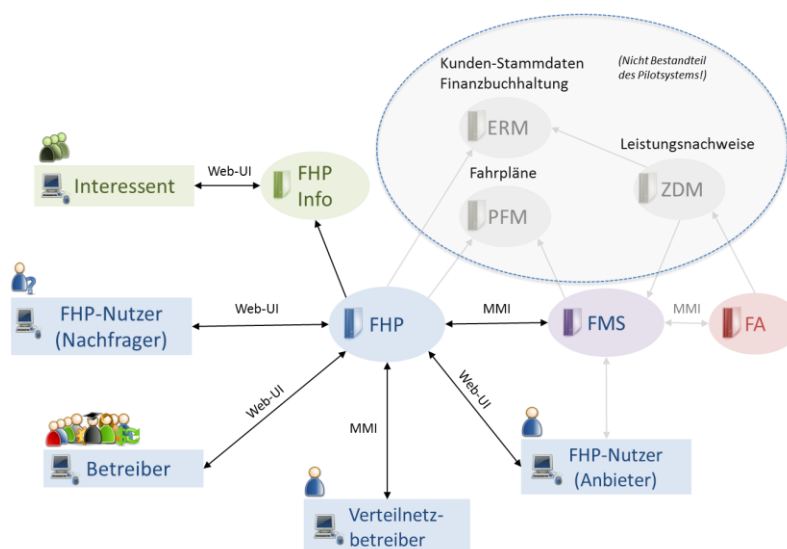 Kunden-Stammdaten
Finanzbuchhaltung
(Nicht Bestandteil
des Pilotsystems!)
ERM
Leistungsnachweise
Web-UI
Interessent
FHP
Info
Fahrpläne
PFM
ZDM
FHP-Nutzer
(Nachfrager)
Web-UI
FHP
MMI
FMS
MMI
FA
Web-UI
MMI
Web-UI
Betreiber
FHP-Nutzer
(Anbieter)
Verteilnetz-
betreiber